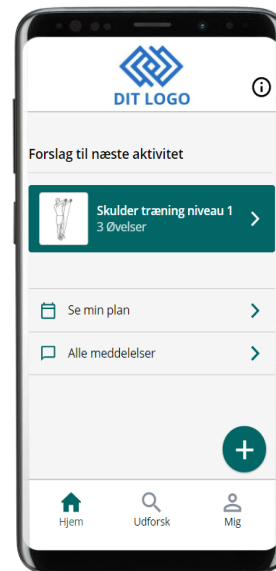 DIT LOGO
Forslag til næste aktivitet
Skulder træning niveau 1
3 Øvelser
Se min plan
Alle meddelelser
Hjem
Udforsk
Mig